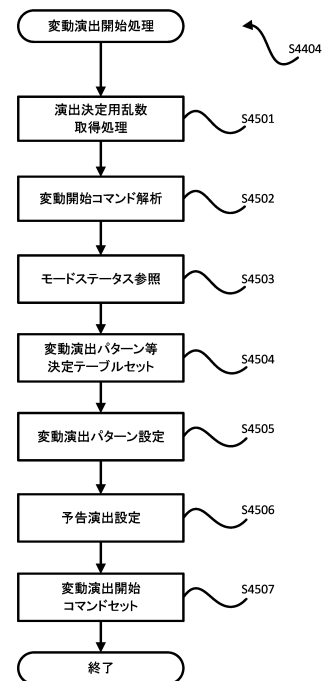 変動演出開始処理
S4404
演出決定用乱数
取得処理
S4501
変動開始コマンド解析
S4502
モードステータス参照
S4503
変動演出パターン等
決定テーブルセット
S4504
変動演出パターン設定
S4505
予告演出設定
S4506
変動演出開始
コマンドセット
S4507
終了